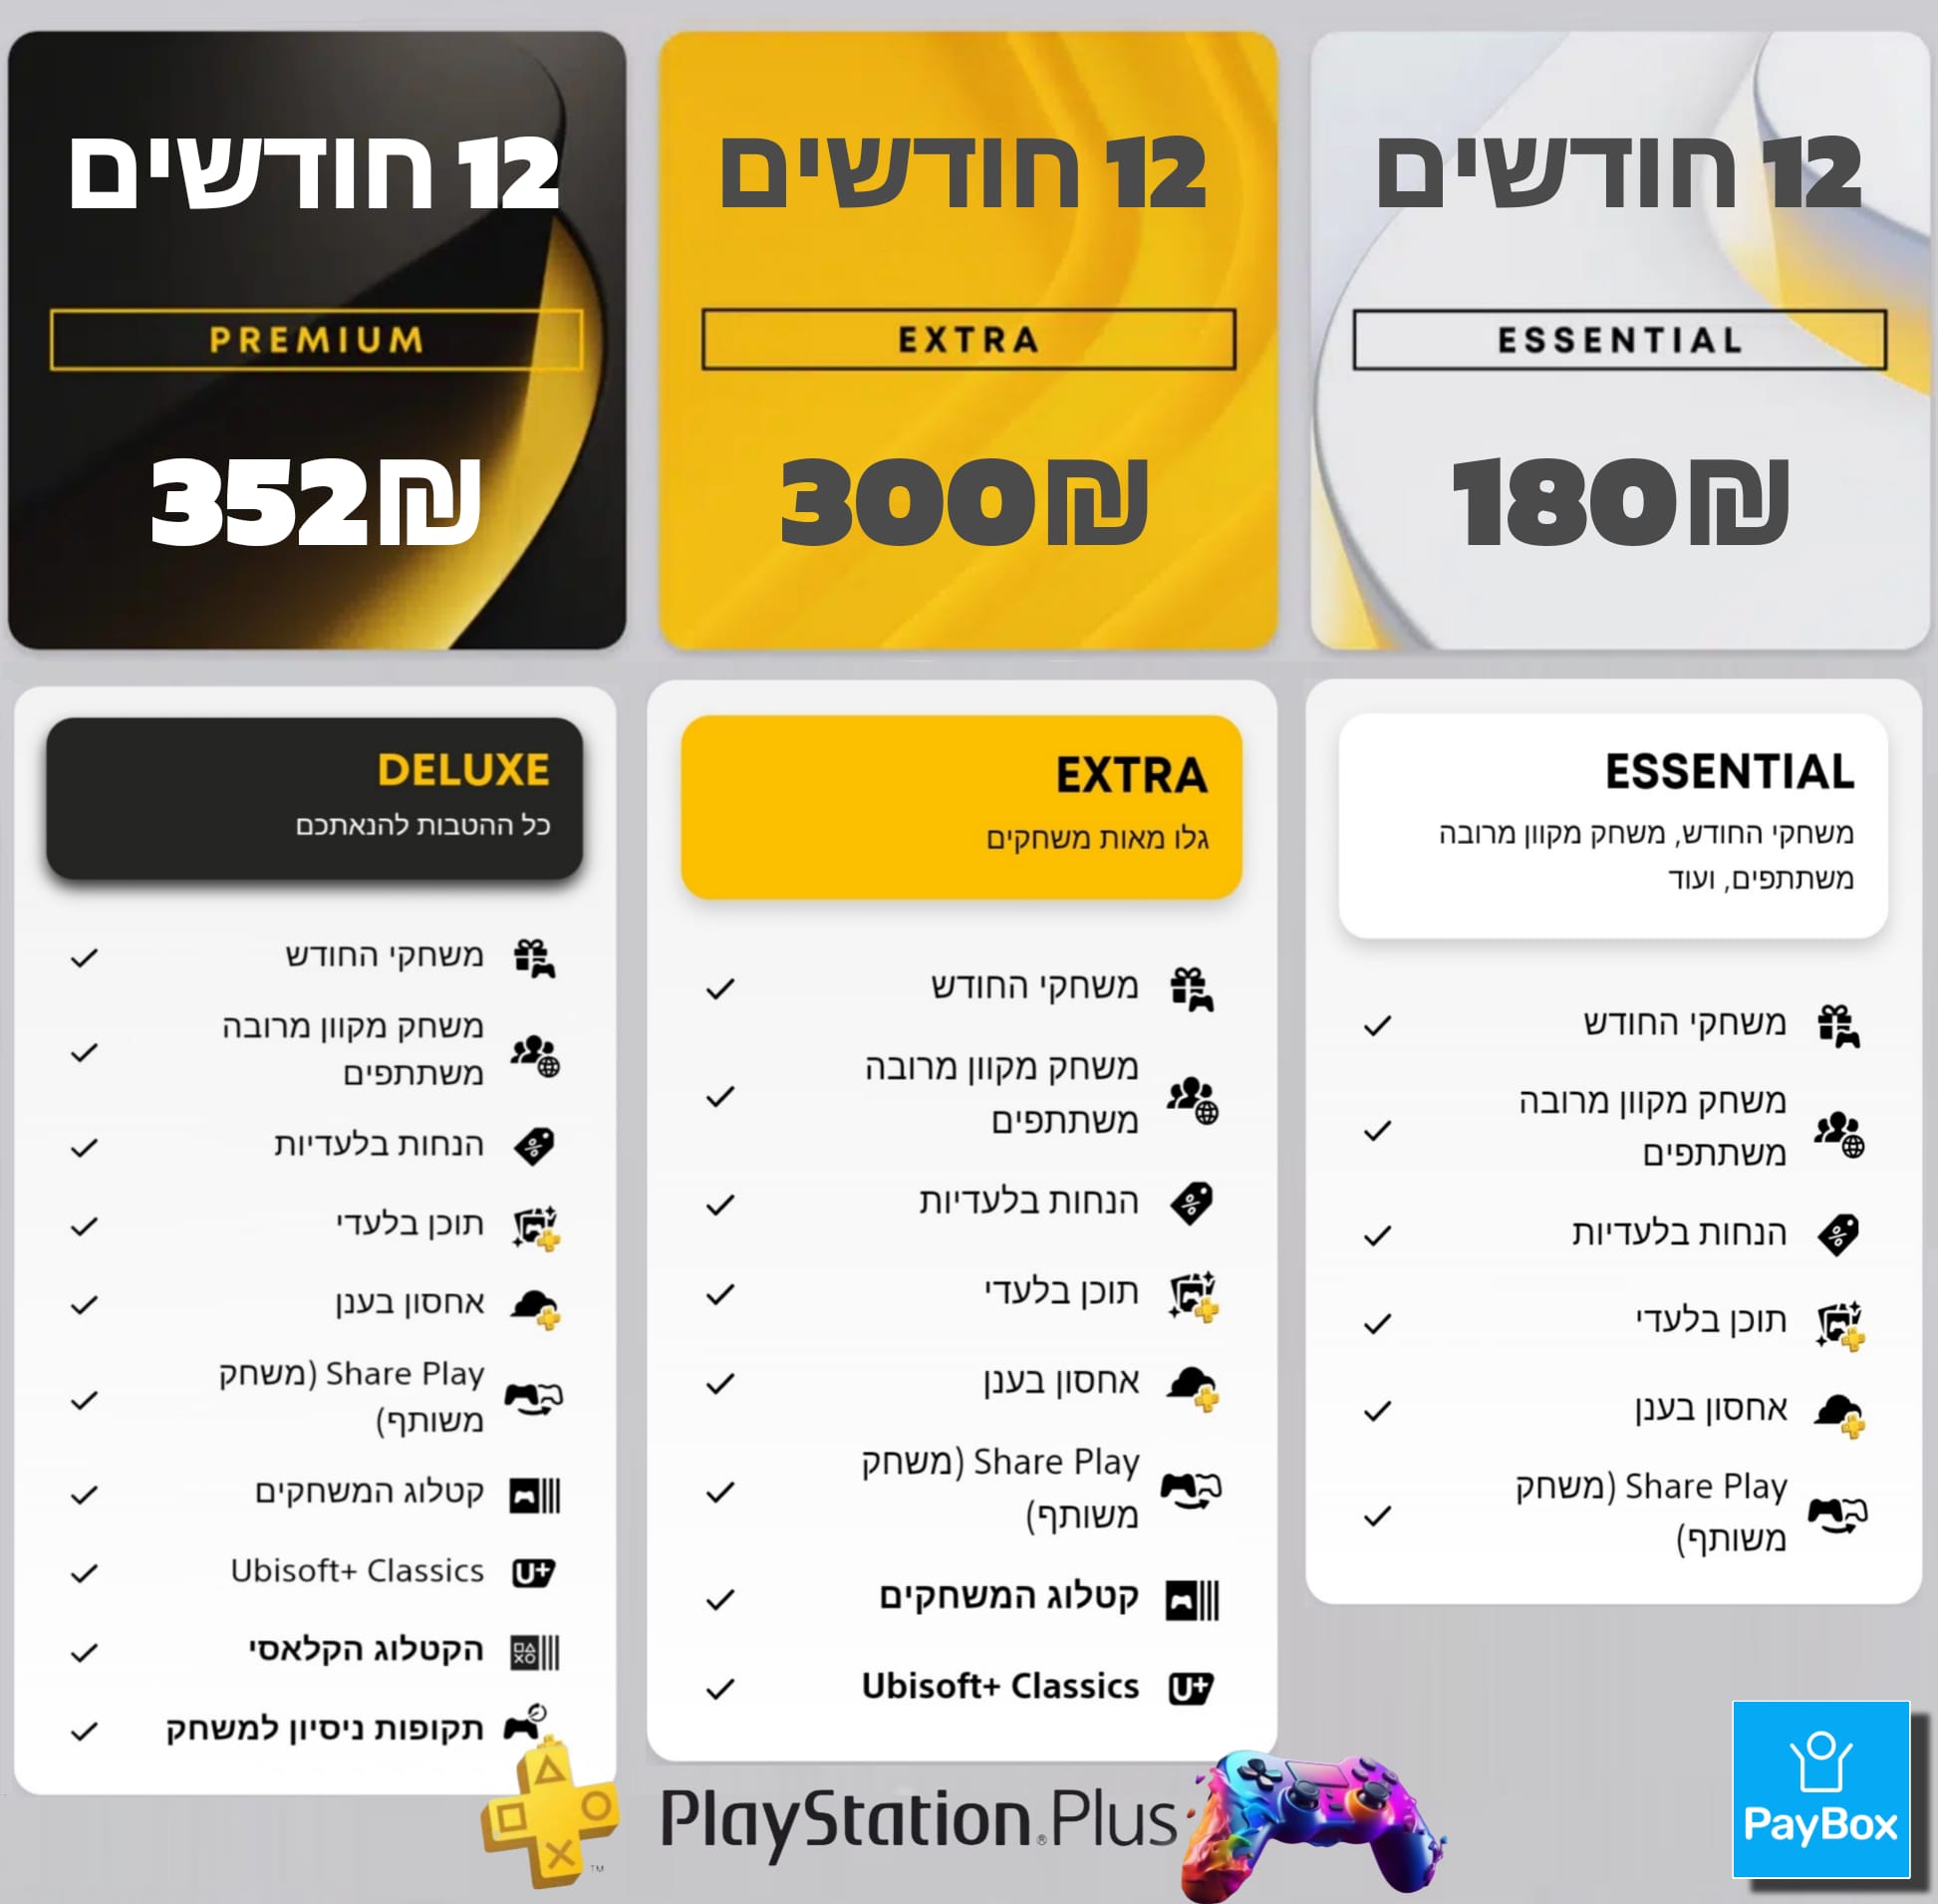 12 חודשים
ESSENTIAL
180₪
12 חודשים
EXTRA
300₪
12 חודשים
PREMIUM
352₪
ESSENTIAL
משחקי החודש, משחק מקוון מרובה
משתתפים, ועוד
משחקי החודש
משחק מקוון מרובה
משתתפים
הנחות בלעדיות
תוכן בלעדי
אחסון בענן
Share Play (משחק
משותף)
EXTRA
גלו מאות משחקים
משחקי החודש
משחק מקוון מרובה
משתתפים
הנחות בלעדיות
תוכן בלעדי
אחסון בענן
Share Play (משחק
משותף)
קטלוג המשחקים
U+ Ubisoft+ Classics
DELUXE
כל ההטבות להנאתכם
משחקי החודש
משחק מקוון מרובה
משתתפים
הנחות בלעדיות
תוכן בלעדי
אחסון בענן
Share Play (משחק
משותף)
קטלוג המשחקים
U+ Ubisoft+ Classics
הקטלוג הקלאסי
תקופות ניסיון למשחק
TM
PlayStation®Plus
PayBox